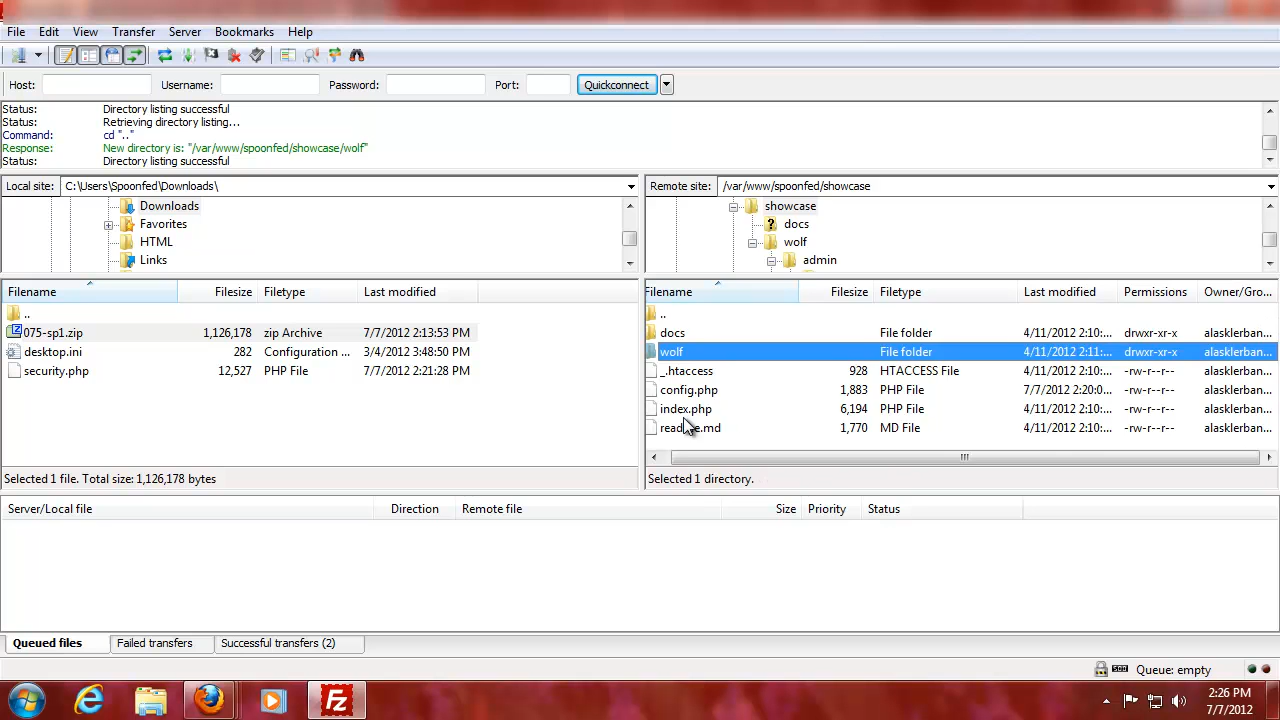 File Edit View Transfer Server Bookmarks Help
Host: Username: Password: Port: Quickconnect
Status: Directory listing successful
Status: Retrieving directory listing...
Command: cd ".."
Response: New directory is: "/var/www/spoonfed/showcase/wolf"
Status: Directory listing successful
Local site: C:\Users\Spoonfed\Downloads\
Downloads
Favorites
HTML
Links
Remote site: /var/www/spoonfed/showcase
showcase
docs
wolf
admin
Filename Filesize Filetype Last modified
..
075-sp1.zip 1,126,178 zip Archive 7/7/2012 2:13:53 PM
desktop.ini 282 Configuration ... 3/4/2012 3:48:50 PM
security.php 12,527 PHP File 7/7/2012 2:21:28 PM
Selected 1 file. Total size: 1,126,178 bytes
Filename Filesize Filetype Last modified Permissions Owner/Gro...
..
docs File folder 4/11/2012 2:10:... drwxr-xr-x alasklerban...
wolf File folder 4/11/2012 2:11:... drwxr-xr-x alasklerban...
_.htaccess 928 HTACCESS File 4/11/2012 2:10:... -rw-r--r-- alasklerban...
config.php 1,883 PHP File 7/7/2012 2:20:0... -rw-r--r-- alasklerban...
index.php 6,194 PHP File 4/11/2012 2:10:... -rw-r--r-- alasklerban...
readme.md 1,770 MD File 4/11/2012 2:10:... -rw-r--r-- alasklerban...
Selected 1 directory.
Server/Local file Direction Remote file Size Priority Status
Queued files Failed transfers Successful transfers (2)
Queue: empty
Fz
2:26 PM
7/7/2012